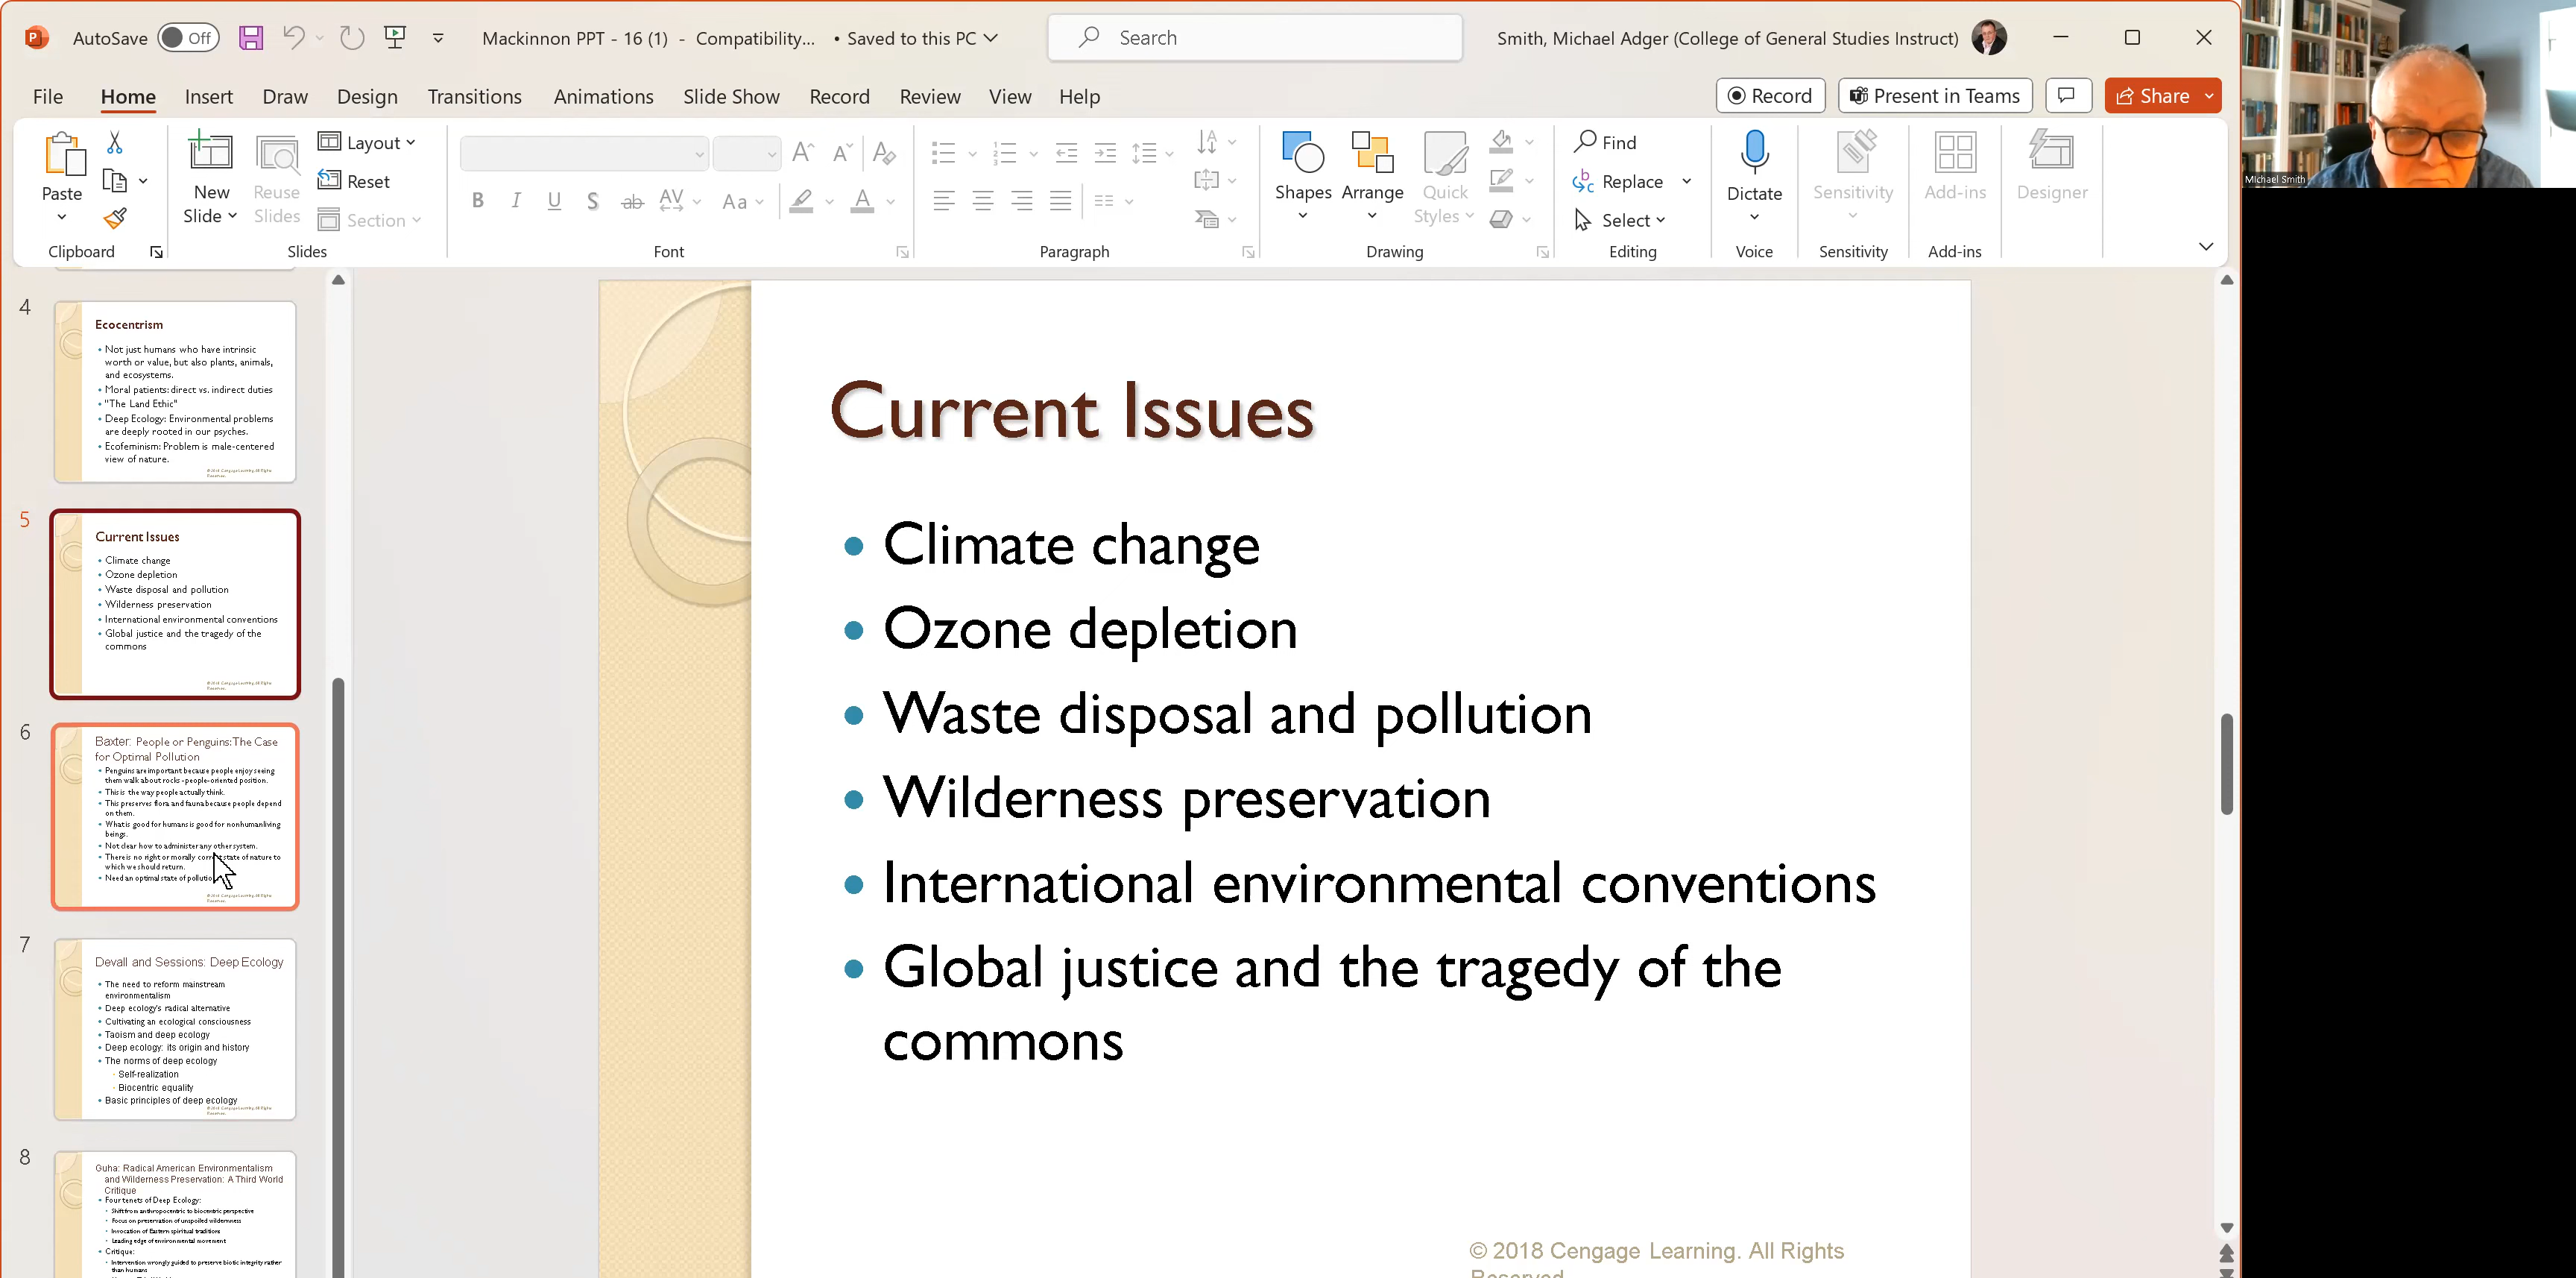 AutoSave Off Mackinnon PPT - 16 (1) - Compatibility... • Saved to this PC Search Smith, Michael Adger (College of General Studies Instruct)
File Home Insert Draw Design Transitions Animations Slide Show Record Review View Help Record Present in Teams Share
Paste
Clipboard
New Slide
Reuse Slides
Layout
Reset
Section
Slides
Font
Paragraph
Shapes
Arrange
Quick Styles
Drawing
Find
Replace
Select
Editing
Dictate
Voice
Sensitivity
Sensitivity
Add-ins
Add-ins
Designer
Michael Smith
4
Ecocentrism
• Not just humans who have intrinsic
worth or value, but also plants, animals,
and ecosystems.
• Moral patients: direct vs. indirect duties
• "The Land Ethic"
• Deep Ecology: Environmental problems
are deeply rooted in our psyches.
• Ecofeminism: Problem is male-centered
view of nature.
5
Current Issues
• Climate change
• Ozone depletion
• Waste disposal and pollution
• Wilderness preservation
• International environmental conventions
• Global justice and the tragedy of the
commons
6
Baxter: People or Penguins: The Case
for Optimal Pollution
• Penguins are important because people enjoy seeing
them walk about rocks -people-oriented position.
• This is the way people actually think.
• This preserves flora and fauna because people depend
on them.
• What is good for humans is good for nonhuman living
beings.
• Not clear how to administer any other system.
• There is no right or morally correct state of nature to
which we should return.
• Need an optimal state of
7
Devall and Sessions: Deep Ecology
• The need to reform mainstream
environmentalism
• Deep ecology's radical alternative
• Cultivating an ecological consciousness
• Taoism and deep ecology
• Deep ecology: its origin and history
• The norms of deep ecology
Self-realization
Biocentric equality
• Basic principles of deep ecology
8
Guha: Radical American Environmentalism
and Wilderness Preservation: A Third World
Critique
• Four tenets of Deep Ecology:
• Shift from anthropocentric to biocentric perspective
• Focus on preservation of unspoiled wilderness
• Invocation of Eastern spiritual traditions
• Leading edge of environmental movement
• Critique:
• Intervention wrongly guided to preserve biotic integrity rather
than humans
Current Issues
• Climate change
• Ozone depletion
• Waste disposal and pollution
• Wilderness preservation
• International environmental conventions
• Global justice and the tragedy of the
commons
© 2018 Cengage Learning. All Rights
Reserved